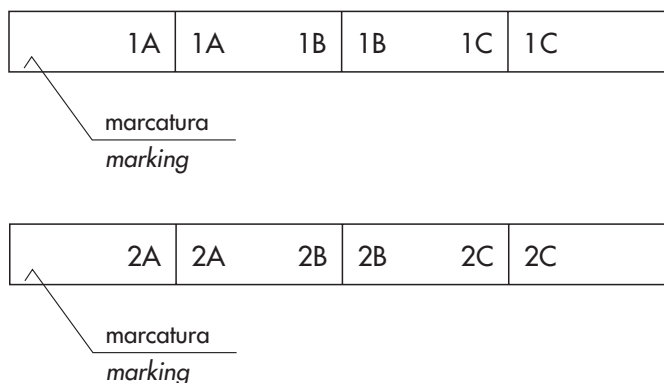 1A 1A 1B 1B 1C 1C
marcatura
marking
2A 2A 2B 2B 2C 2C
marcatura
marking